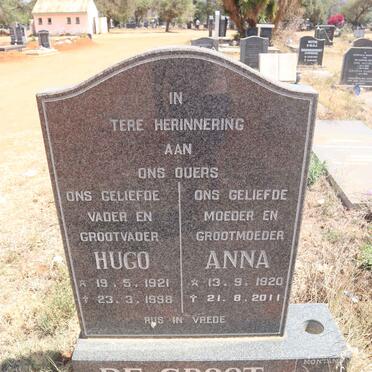 IN
TERE HERINNERING
AAN
ONS OUERS
ONS GELIEFDE
VADER EN
GROOTVADER
HUGO
☆ 19. 5. 1921
† 23. 3. 1998
ONS GELIEFDE
MOEDER EN
GROOTMOEDER
ANNA
☆ 13. 9. 1920
† 21. 8. 2011
RUS IN VREDE
DE GROOT